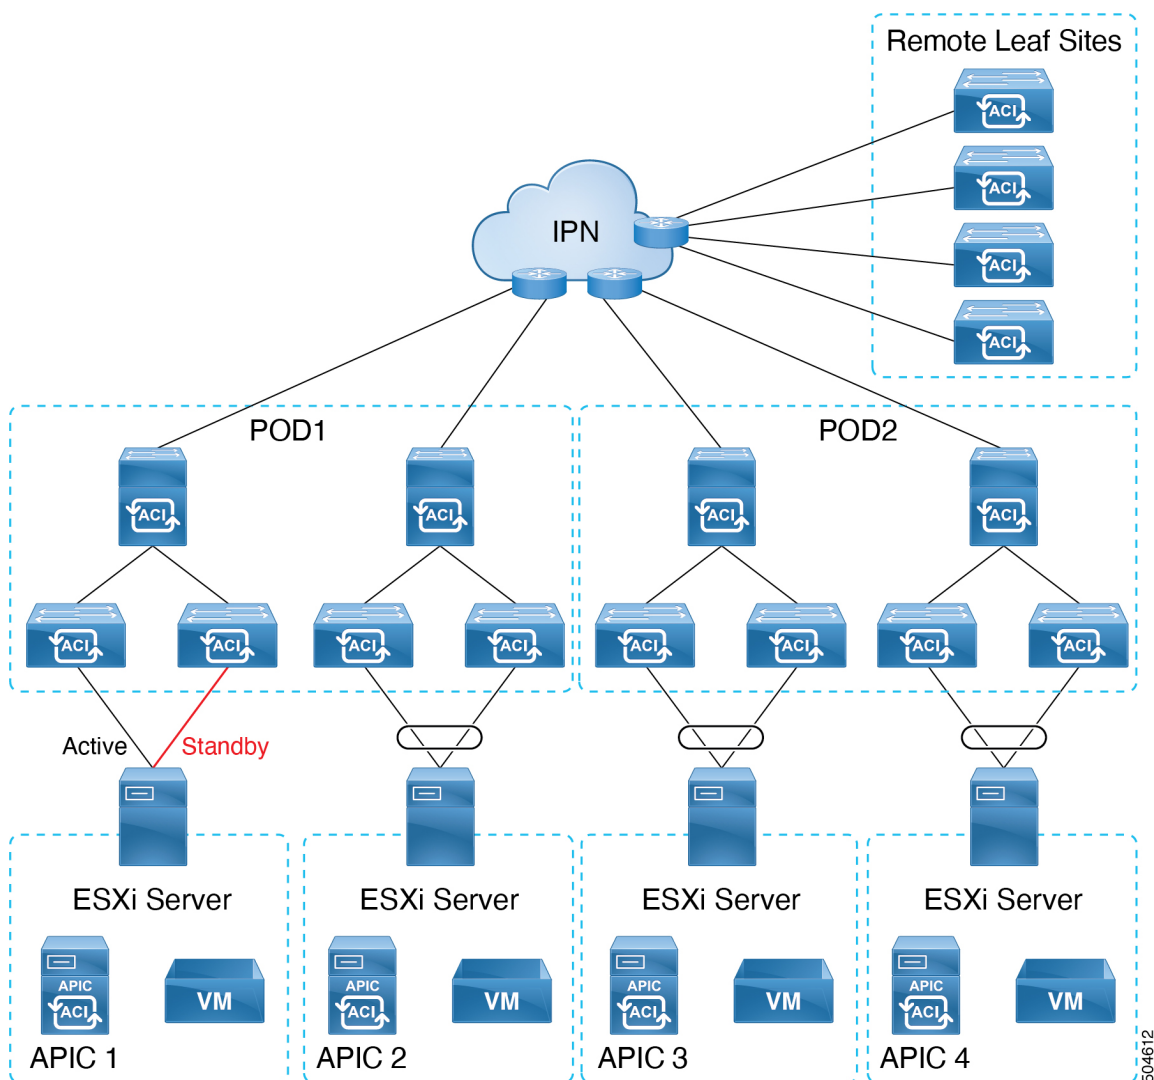 Remote Leaf Sites
ACI
ACI
ACI
ACI
IPN
POD1
POD2
ACI
ACI
ACI
ACI
ACI
ACI
ACI
ACI
ACI
ACI
ACI
ACI
Active
Standby
ESXi Server
ESXi Server
ESXi Server
ESXi Server
APIC
ACI
VM
APIC
ACI
VM
APIC
ACI
VM
APIC
ACI
VM
APIC 1
APIC 2
APIC 3
APIC 4
504612